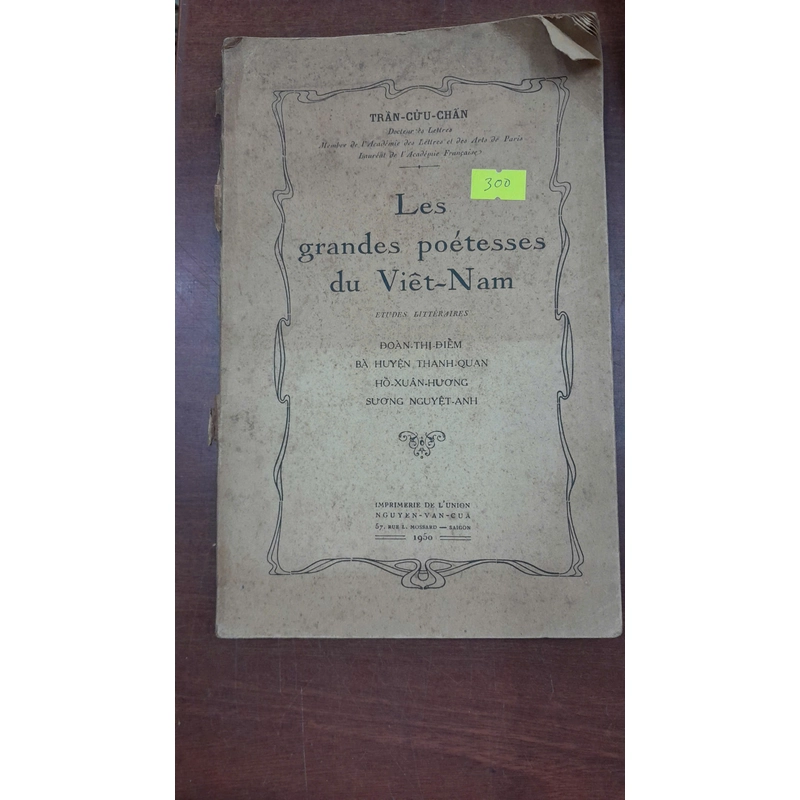 TRẦN-CỬU-CHẤN
Docteur ès Lettres
Membre de l'Académie des Lettres et des Arts de Paris
Lauréat de l'Académie Française
300
Les
grandes poétesses
du Viêt-Nam
ETUDES LITTÉRAIRES
ĐOÀN-THỊ-ĐIỂM
BÀ HUYỆN THANH-QUAN
HỒ-XUÂN-HƯƠNG
SƯƠNG NGUYỆT-ANH
IMPRIMERIE DE L'UNION
NGUYEN-VAN-CUA
57, RUE L. MOSSARD — SAIGON
1950